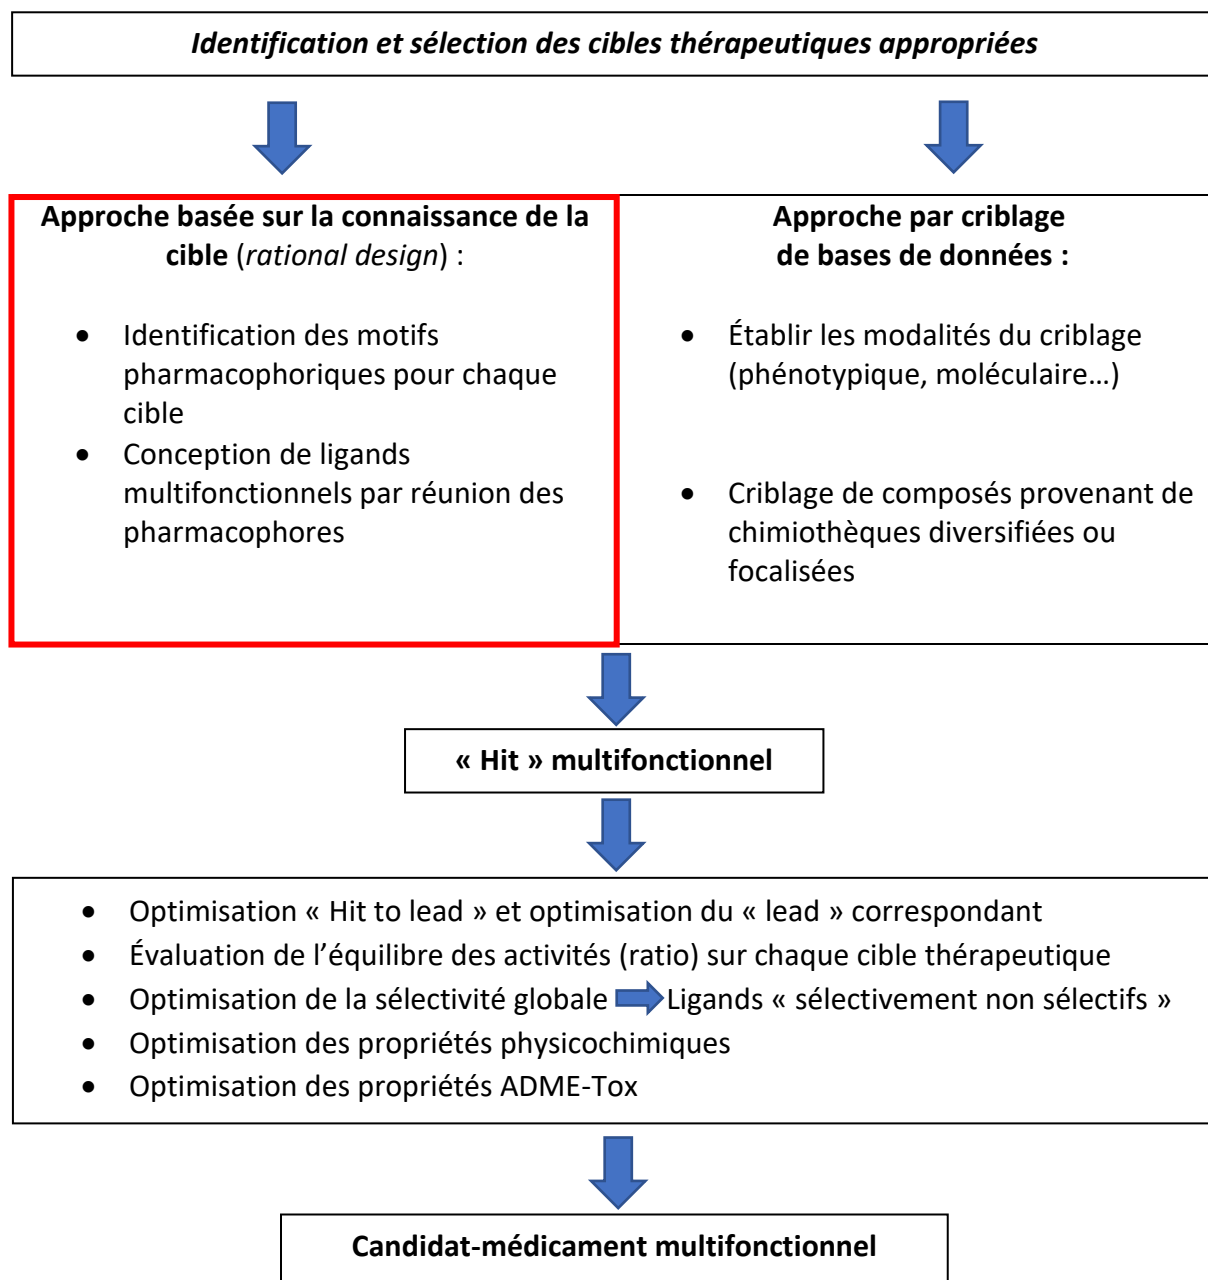 Identification et sélection des cibles thérapeutiques appropriées
Approche basée sur la connaissance de la
cible (rational design) :
• Identification des motifs
pharmacophoriques pour chaque
cible
• Conception de ligands
multifonctionnels par réunion des
pharmacophores
Approche par criblage
de bases de données :
• Établir les modalités du criblage
(phénotypique, moléculaire…)
• Criblage de composés provenant de
chimiothèques diversifiées ou
focalisées
« Hit » multifonctionnel
• Optimisation « Hit to lead » et optimisation du « lead » correspondant
• Évaluation de l’équilibre des activités (ratio) sur chaque cible thérapeutique
• Optimisation de la sélectivité globale Ligands « sélectivement non sélectifs »
• Optimisation des propriétés physicochimiques
• Optimisation des propriétés ADME-Tox
Candidat-médicament multifonctionnel